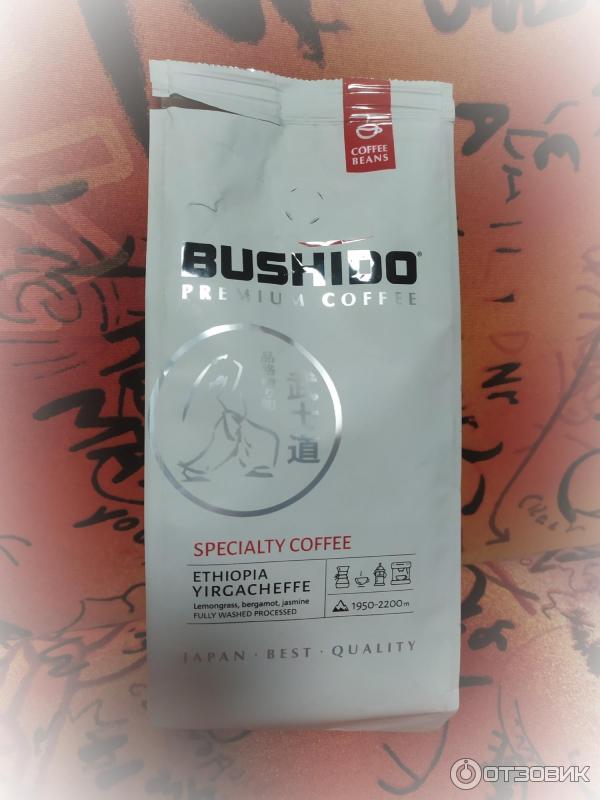 COFFEE
BEANS
BUSHIDO®
PREMIUM COFFEE
武士道
SPECIALTY COFFEE
ETHIOPIA
YIRGACHEFFE
Lemongrass, bergamot, jasmine
FULLY WASHED PROCESSED
1950-2200 m
JAPAN · BEST · QUALITY
ОТЗОВИК